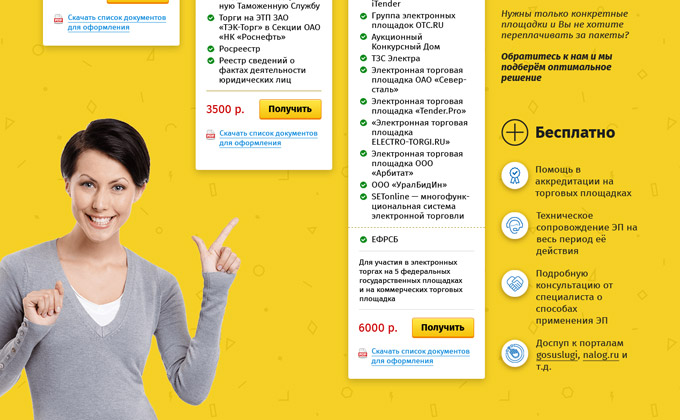 Скачать список документов
для оформления
ную Таможенную Службу
Торги на ЭТП ЗАО
«ТЭК-Торг» в Секции ОАО
«НК «Роснефть»
Росреестр
Реестр сведений о
фактах деятельности
юридических лиц
3500 р.
Получить
Скачать список документов
для оформления
iTender
Группа электронных
площадок OTC.RU
Аукционный
Конкурсный Дом
ТЗС Электра
Электронная торговая
площадка ОАО «Север-
сталь»
Электронная торговая
площадка «Tender.Pro»
«Электронная торговая
площадка
ELECTRO-TORGI.RU»
Электронная торговая
площадка ООО
«Арбитат»
ООО «УралБидИн»
SETonline — многофунк-
циональная система
электронной торговли
ЕФРСБ
Для участия в электронных
торгах на 5 федеральных
государственных площадках
и на коммерческих торговых
площадка
6000 р.
Получить
Скачать список документов
для оформления
Нужны только конкретные
площадки и Вы не хотите
переплачивать за пакеты?
Обратитесь к нам и мы
подберём оптимальное
решение
Бесплатно
Помощь в
аккредитации на
торговых площадках
Техническое
сопровождение ЭП на
весь период её
действия
Подробную
консультацию от
специалиста о
способах
применения ЭП
Доспуп к порталам
gosuslugi, nalog.ru и
т.д.